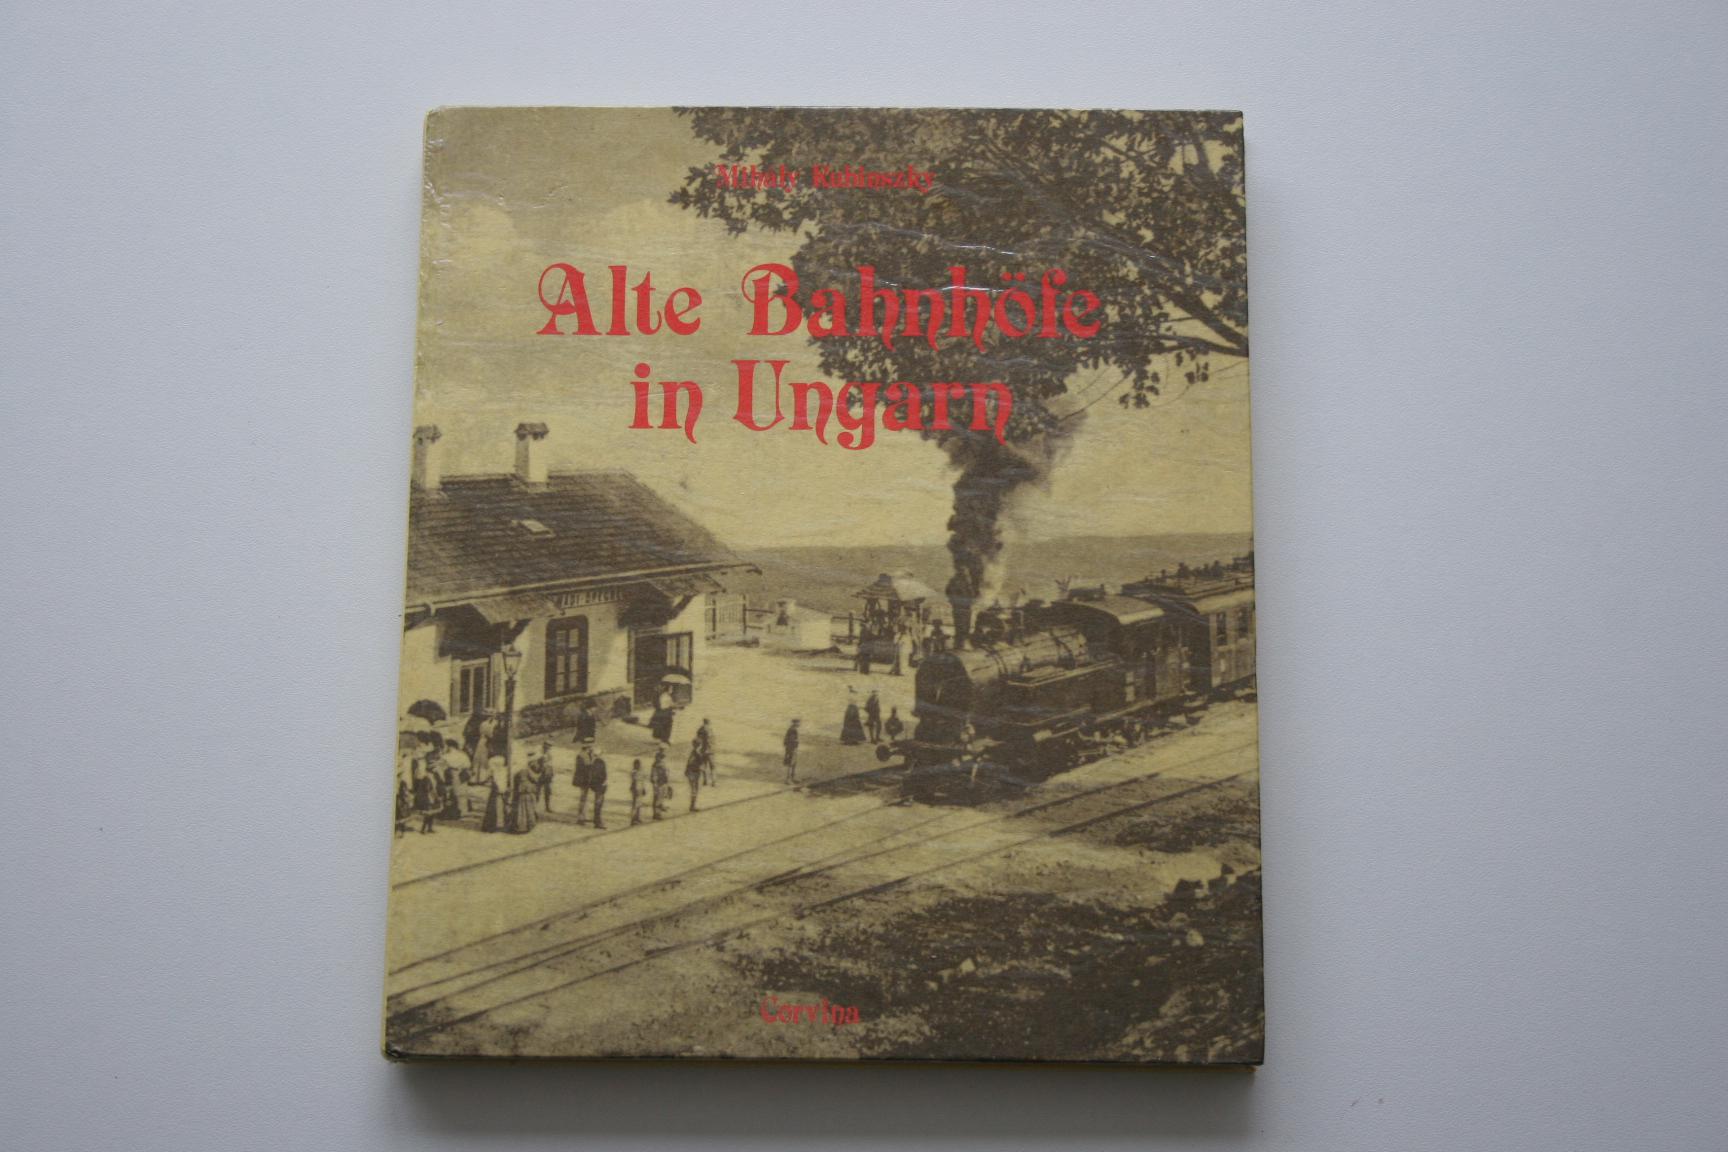 Mihály Kubinszky
Alte Bahnhöfe
in Ungarn
Corvina